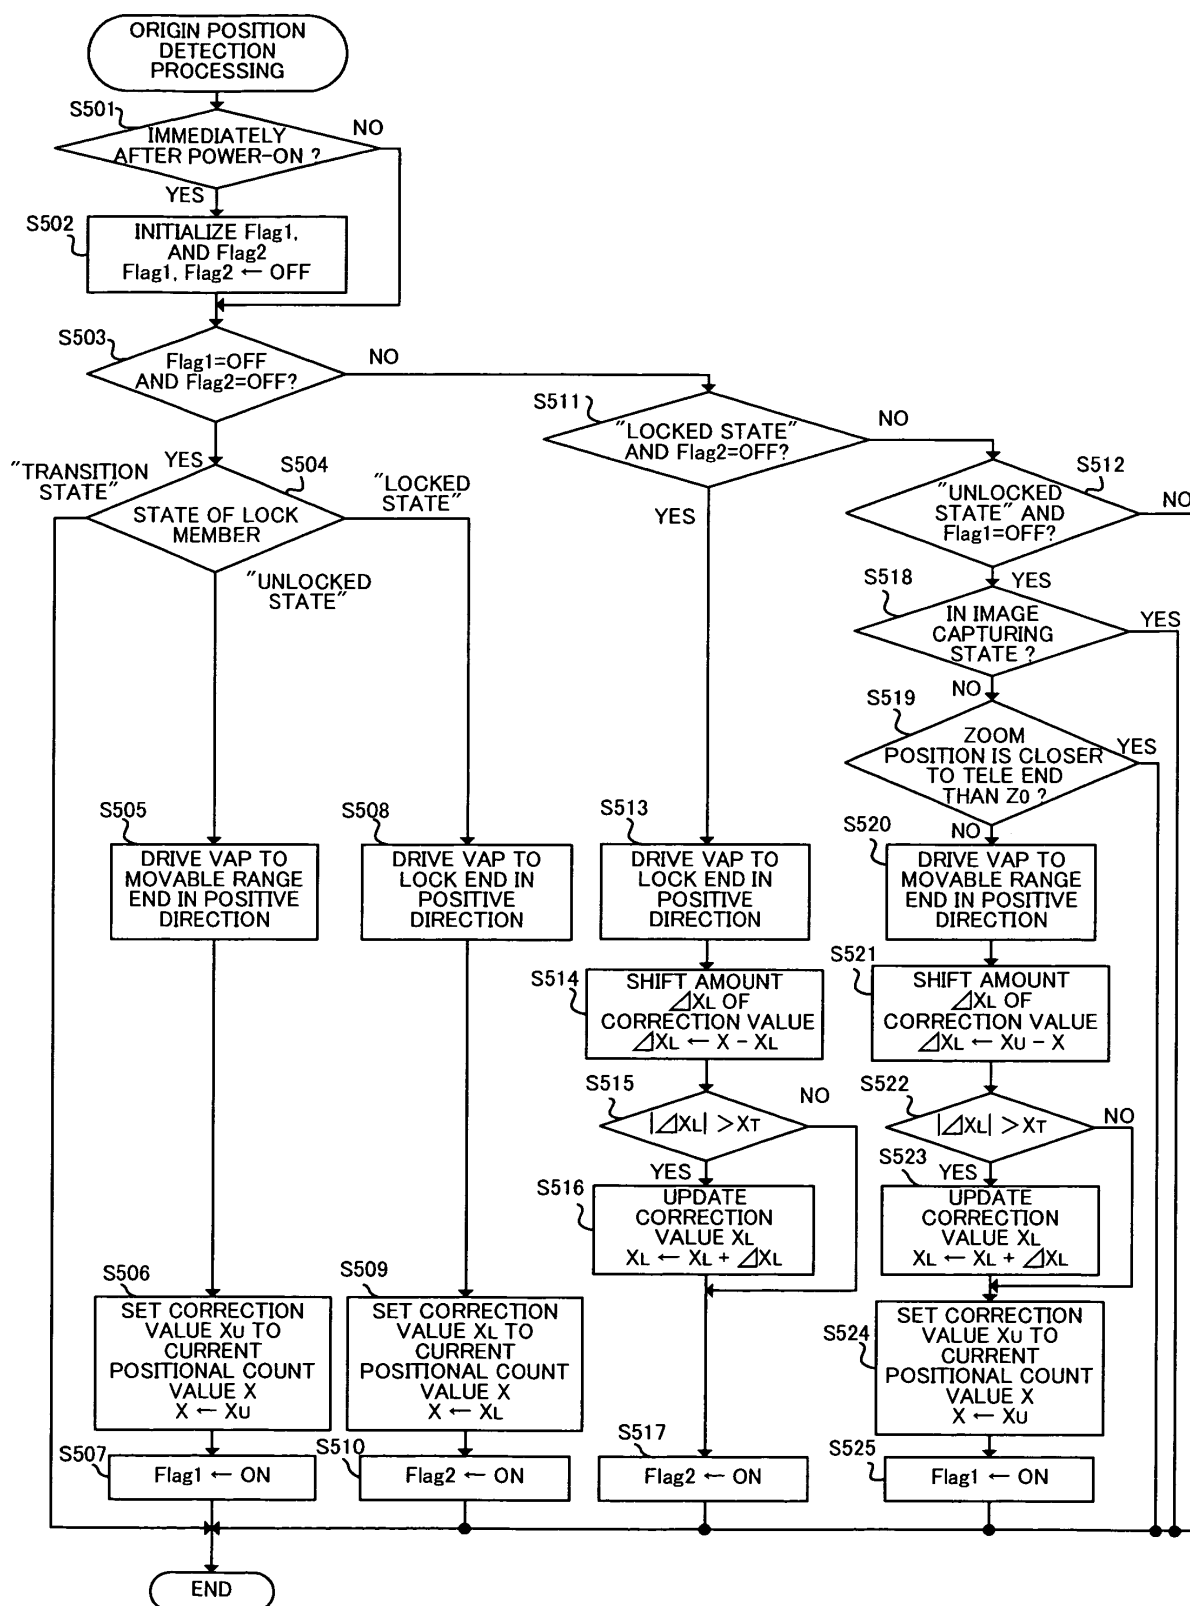 ORIGIN POSITION
DETECTION
PROCESSING
S501
IMMEDIATELY
AFTER POWER-ON ?
NO
YES
S502
INITIALIZE Flag1,
AND Flag2
Flag1, Flag2 ← OFF
S503
Flag1=OFF
AND Flag2=OFF?
NO
YES
S511
"LOCKED STATE"
AND Flag2=OFF?
NO
YES
S504
"TRANSITION
STATE"
STATE OF LOCK
MEMBER
"LOCKED
STATE"
"UNLOCKED
STATE"
S512
"UNLOCKED
STATE" AND
Flag1=OFF?
NO
YES
S518
IN IMAGE
CAPTURING
STATE ?
YES
NO
S519
ZOOM
POSITION IS CLOSER
TO TELE END
THAN Z0 ?
YES
NO
S505
DRIVE VAP TO
MOVABLE RANGE
END IN POSITIVE
DIRECTION
S508
DRIVE VAP TO
LOCK END IN
POSITIVE
DIRECTION
S513
DRIVE VAP TO
LOCK END IN
POSITIVE
DIRECTION
S520
DRIVE VAP TO
MOVABLE RANGE
END IN POSITIVE
DIRECTION
S514
SHIFT AMOUNT
⊿XL OF
CORRECTION VALUE
⊿XL ← X - XL
S521
SHIFT AMOUNT
⊿XL OF
CORRECTION VALUE
⊿XL ← XU - X
S515
|⊿XL| > XT
NO
YES
S522
|⊿XL| > XT
NO
YES
S516
UPDATE
CORRECTION
VALUE XL
XL ← XL + ⊿XL
S523
UPDATE
CORRECTION
VALUE XL
XL ← XL + ⊿XL
S506
SET CORRECTION
VALUE XU TO
CURRENT
POSITIONAL COUNT
VALUE X
X ← XU
S509
SET CORRECTION
VALUE XL TO
CURRENT
POSITIONAL COUNT
VALUE X
X ← XL
S524
SET CORRECTION
VALUE XU TO
CURRENT
POSITIONAL COUNT
VALUE X
X ← XU
S507
Flag1 ← ON
S510
Flag2 ← ON
S517
Flag2 ← ON
S525
Flag1 ← ON
END